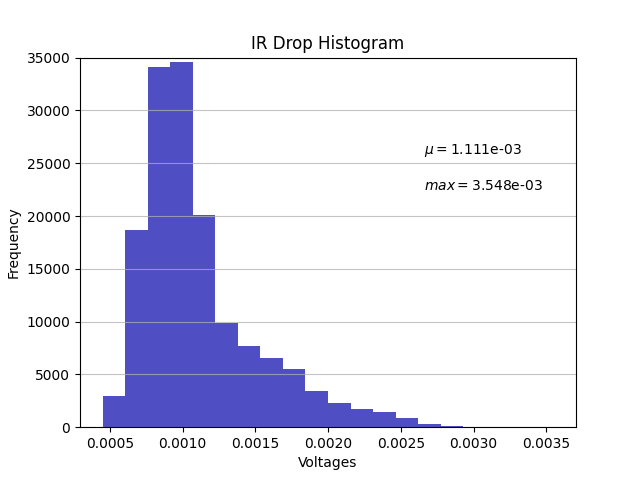 IR Drop Histogram
35000
30000
25000
20000
15000
10000
5000
0
Frequency
μ = 1.111e-03
max = 3.548e-03
0.0005 0.0010 0.0015 0.0020 0.0025 0.0030 0.0035
Voltages